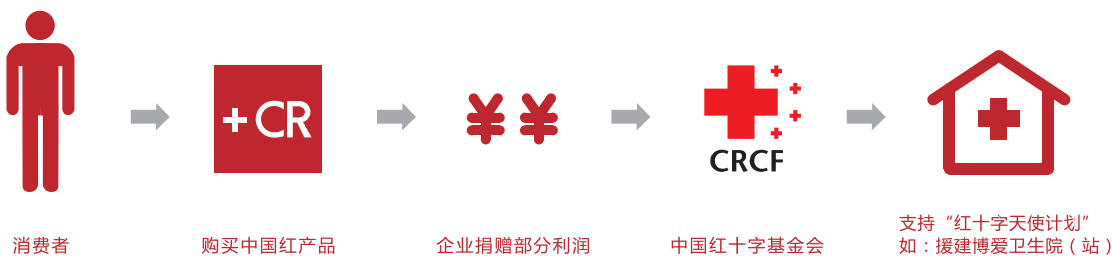 +CR
¥ ¥
CRCF
消费者
购买中国红产品
企业捐赠部分利润
中国红十字基金会
支持“红十字天使计划”
如：援建博爱卫生院（站）